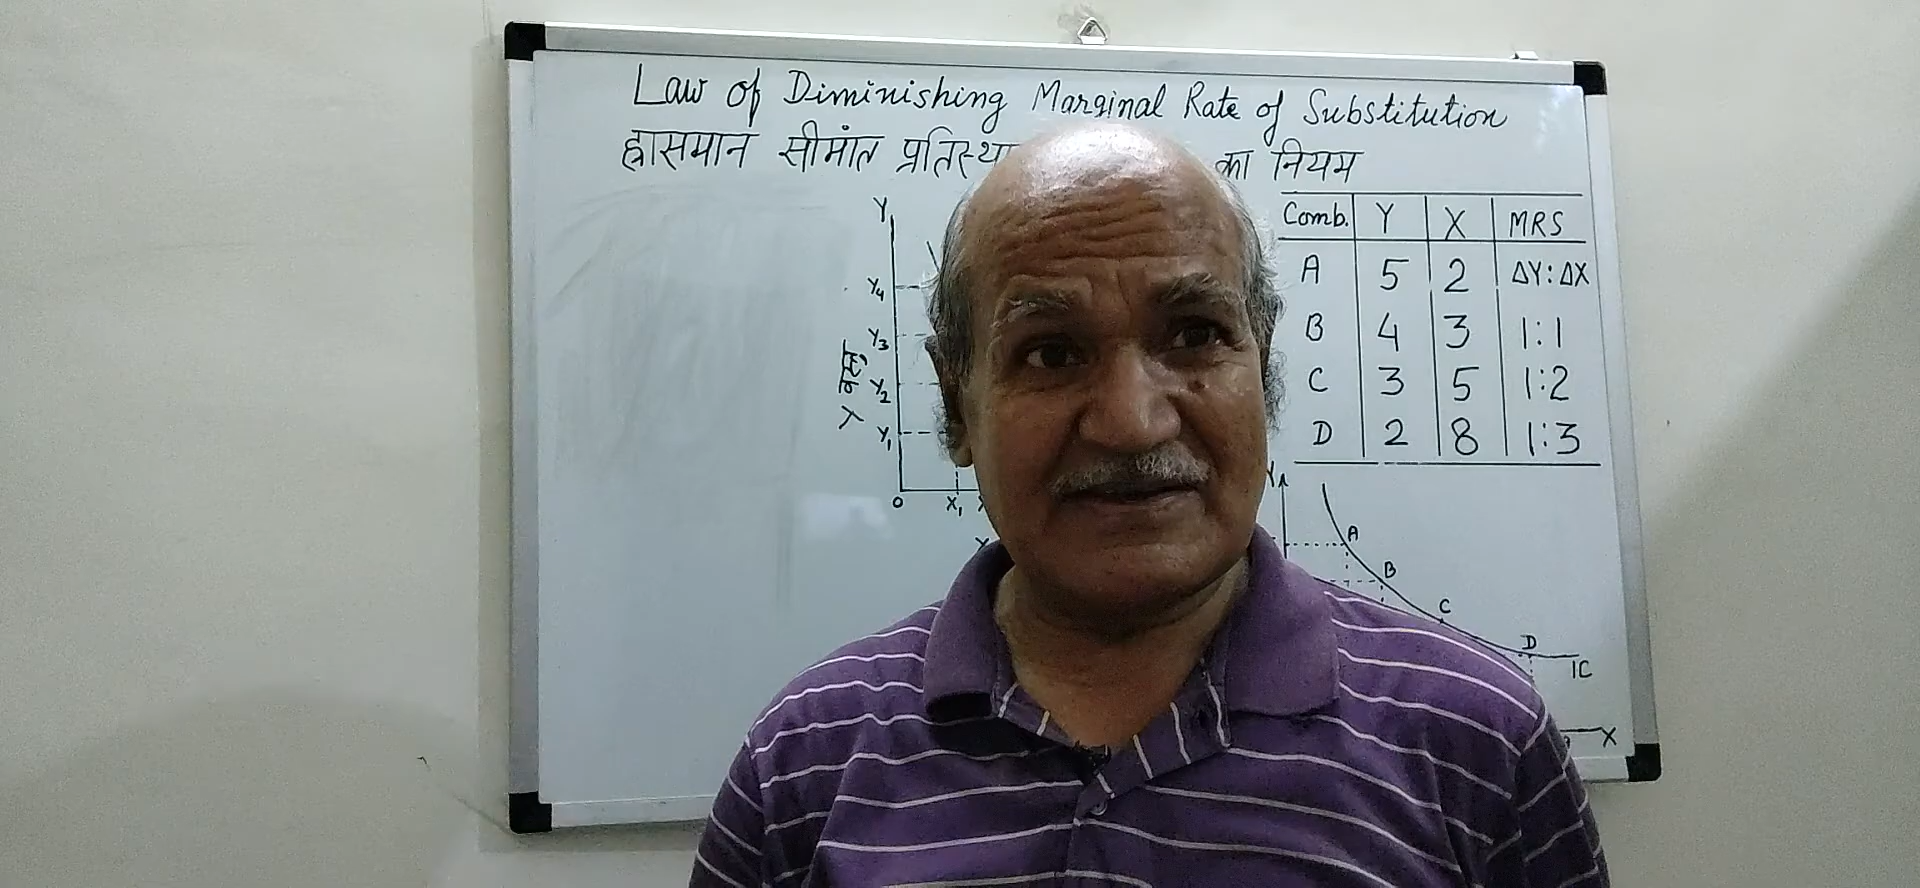 Law of Diminishing Marginal Rate of Substitution
ह्रासमान सीमांत का नियम
Y
Y4
Y3
Y2
Y1
Y वस्तु
O X1
Comb. Y X MRS
A 5 2 ΔY:ΔX
B 4 3 1:1
C 3 5 1:2
D 2 8 1:3
Y
A
B
C
D
IC
X